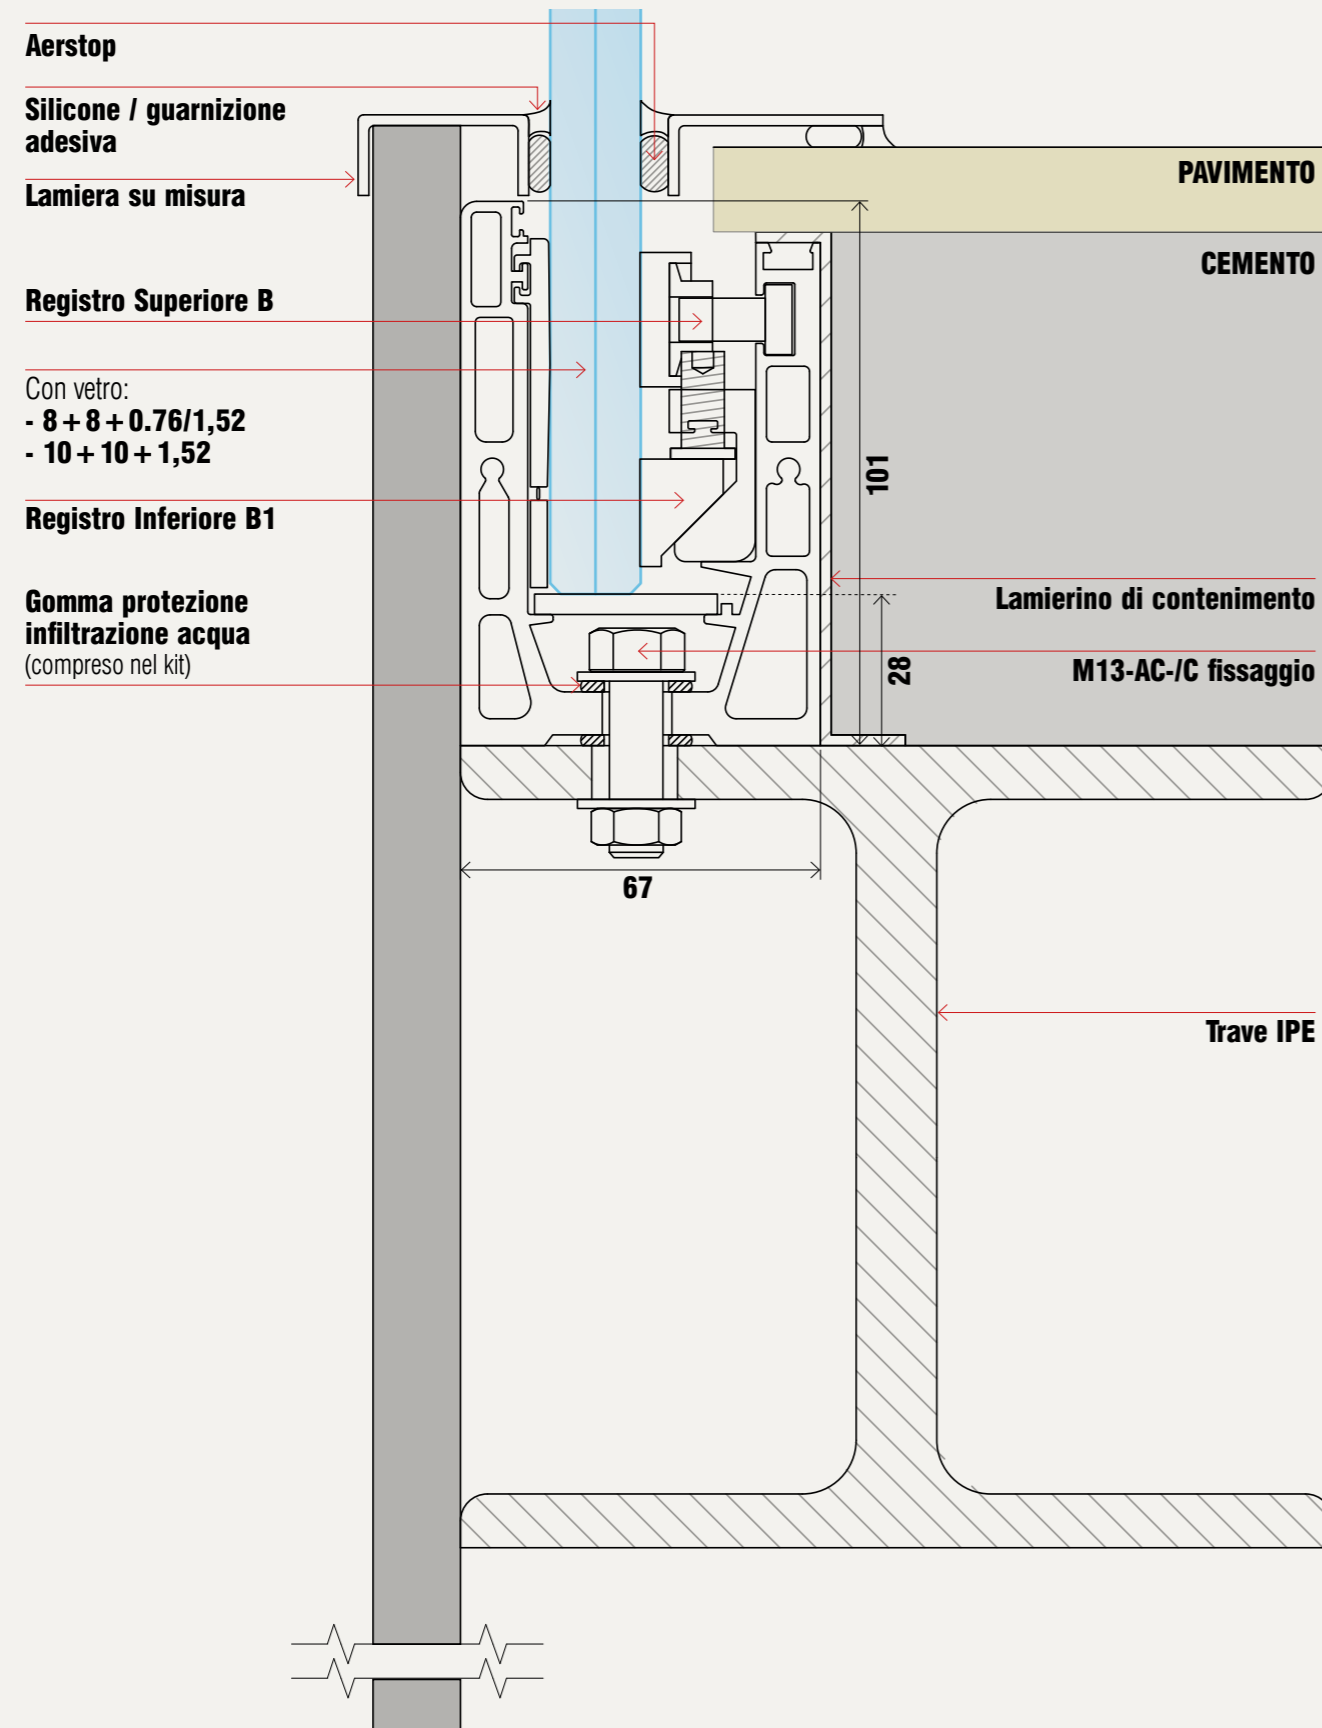 Aerstop
Silicone / guarnizione
adesiva
Lamiera su misura
Registro Superiore B
Con vetro:
- 8+8+0.76/1,52
- 10+10+1,52
Registro Inferiore B1
Gomma protezione
infiltrazione acqua
(compreso nel kit)
PAVIMENTO
CEMENTO
101
Lamierino di contenimento
28
M13-AC-/C fissaggio
67
Trave IPE